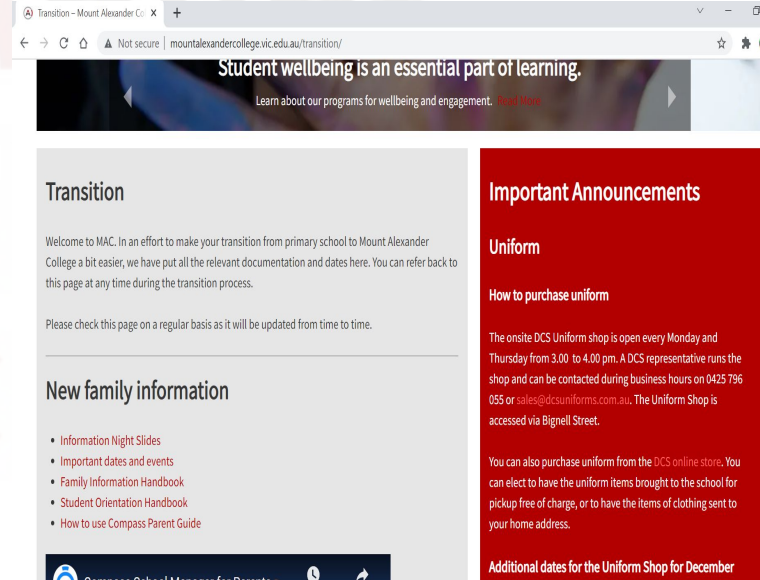 Transition – Mount Alexander Co
Not secure
mountalexandercollege.vic.edu.au/transition/
Student wellbeing is an essential part of learning.
Learn about our programs for wellbeing and engagement. Read More
Transition
Welcome to MAC. In an effort to make your transition from primary school to Mount Alexander
College a bit easier, we have put all the relevant documentation and dates here. You can refer back to
this page at any time during the transition process.
Please check this page on a regular basis as it will be updated from time to time.
New family information
• Information Night Slides
• Important dates and events
• Family Information Handbook
• Student Orientation Handbook
• How to use Compass Parent Guide
Compass School Manager for Parents
Important Announcements
Uniform
How to purchase uniform
The onsite DCS Uniform shop is open every Monday and
Thursday from 3.00 to 4.00 pm. A DCS representative runs the
shop and can be contacted during business hours on 0425 796
055 or sales@dcsuniforms.com.au. The Uniform Shop is
accessed via Bignell Street.
You can also purchase uniform from the DCS online store. You
can elect to have the uniform items brought to the school for
pickup free of charge, or to have the items of clothing sent to
your home address.
Additional dates for the Uniform Shop for December